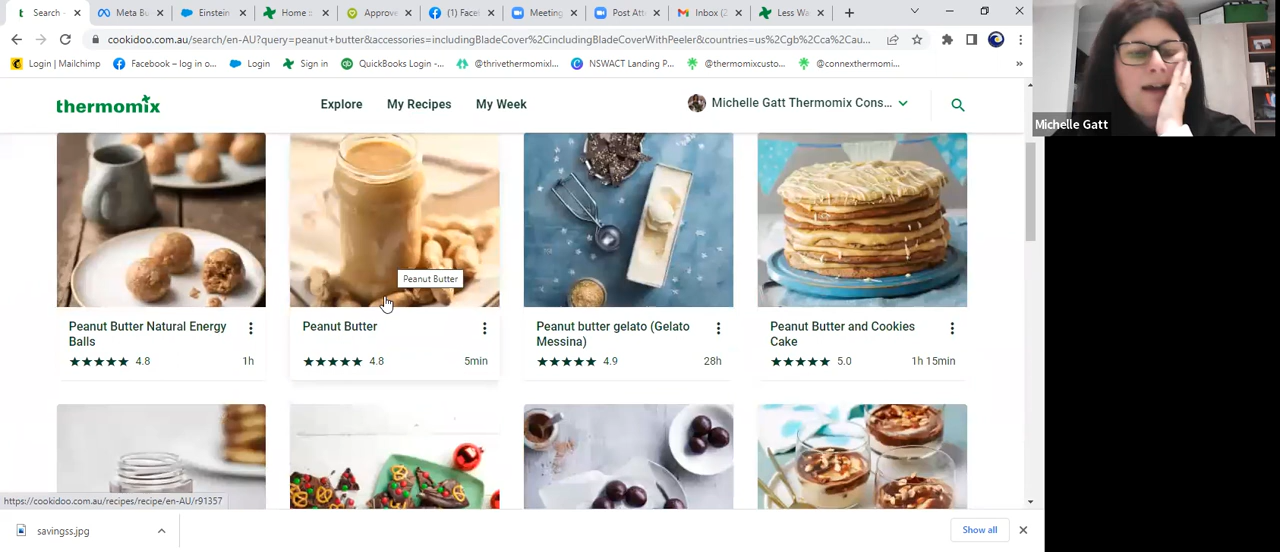 Search -
Meta Bu
Einstein
Home ::
Approve
(1) Face
Meeting
Post Att
Inbox (2
Less Wa
cookidoo.com.au/search/en-AU?query=peanut+butter&accessories=includingBladeCover%2CincludingBladeCoverWithPeeler&countries=us%2Cgb%2Cca%2Cau...
Login | Mailchimp
Facebook – log in o...
Login
Sign in
QuickBooks Login -...
@thrivethermomixl...
NSWACT Landing P...
@thermomixcusto...
@connexthermomi...
»
thermomix
Explore
My Recipes
My Week
Michelle Gatt Thermomix Cons...
Michelle Gatt
Peanut Butter
Peanut Butter Natural Energy
Balls
★★★★★ 4.8 1h
Peanut Butter
★★★★★ 4.8 5min
Peanut butter gelato (Gelato
Messina)
★★★★★ 4.9 28h
Peanut Butter and Cookies
Cake
★★★★★ 5.0 1h 15min
https://cookidoo.com.au/recipes/recipe/en-AU/r91357
savingss.jpg
Show all